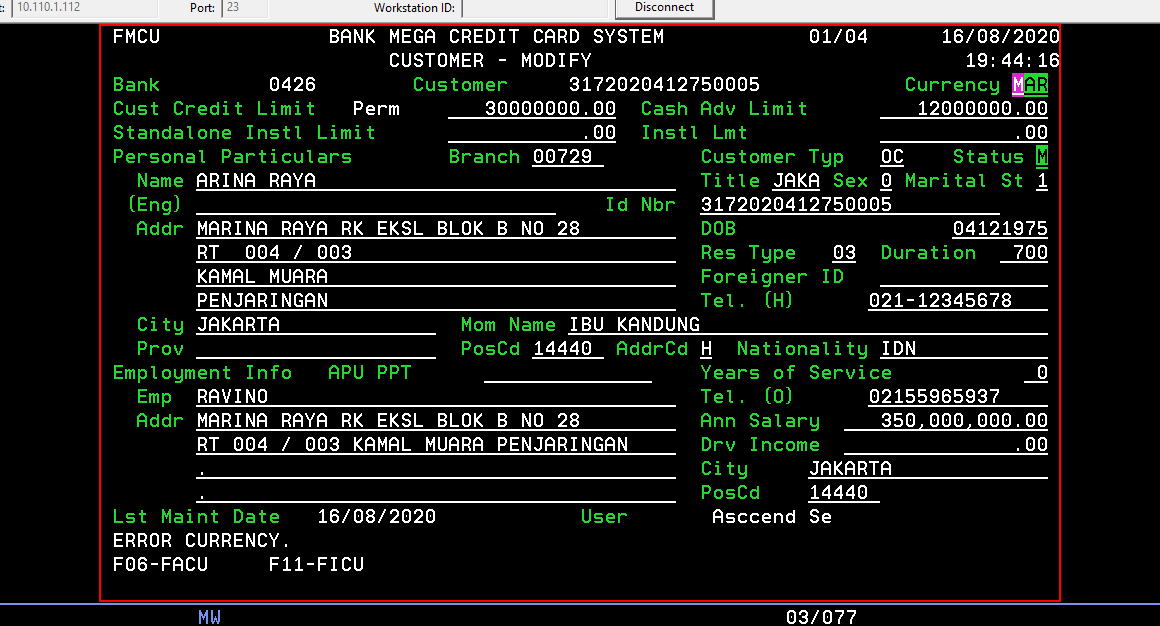 t: 10.110.1.112 Port: 23 Workstation ID: Disconnect
FMCU BANK MEGA CREDIT CARD SYSTEM 01/04 16/08/2020
CUSTOMER - MODIFY 19:44:16
Bank 0426 Customer 3172020412750005 Currency MAR
Cust Credit Limit Perm 30000000.00 Cash Adv Limit 12000000.00
Standalone Instl Limit .00 Instl Lmt .00
Personal Particulars Branch 00729 Customer Typ OC Status M
Name ARINA RAYA Title JAKA Sex 0 Marital St 1
(Eng) Id Nbr 3172020412750005
Addr MARINA RAYA RK EKSL BLOK B NO 28 DOB 04121975
RT 004 / 003 Res Type 03 Duration 700
KAMAL MUARA Foreigner ID
PENJARINGAN Tel. (H) 021-12345678
City JAKARTA Mom Name IBU KANDUNG
Prov PosCd 14440 AddrCd H Nationality IDN
Employment Info APU PPT Years of Service 0
Emp RAVINO Tel. (O) 02155965937
Addr MARINA RAYA RK EKSL BLOK B NO 28 Ann Salary 350,000,000.00
RT 004 / 003 KAMAL MUARA PENJARINGAN Drv Income .00
. City JAKARTA
. PosCd 14440
Lst Maint Date 16/08/2020 User Asccend Se
ERROR CURRENCY.
F06-FACU F11-FICU
MW 03/077